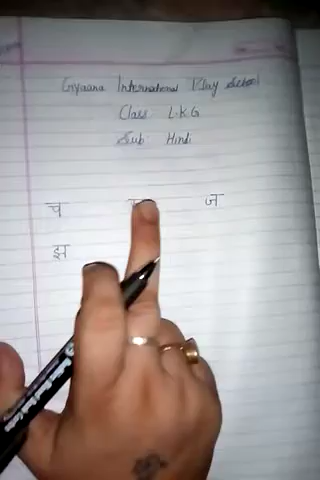 Gyaana International Play School
Class L.K.G
Sub Hindi
च ज
झ